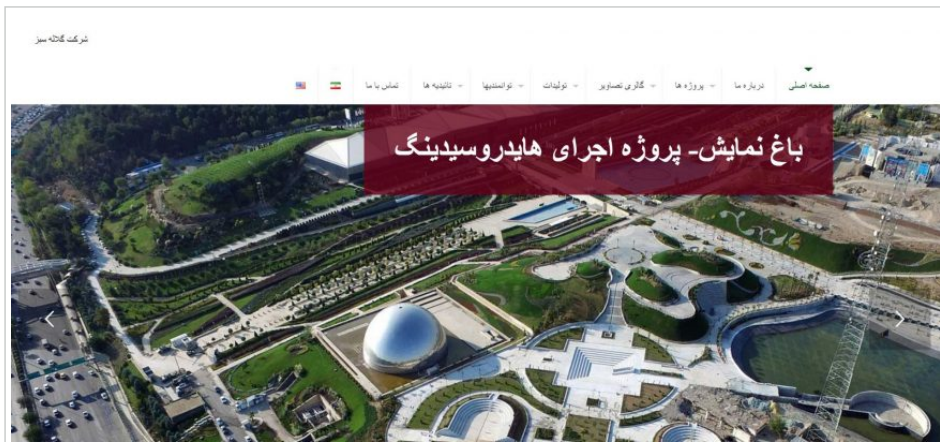 شرکت گلاله سبز
صفحه اصلی درباره ما پروژه ها گالری تصاویر تولیدات توانمندیها تائیدیه ها تماس با ما
باغ نمایش- پروژه اجرای هایدروسیدینگ